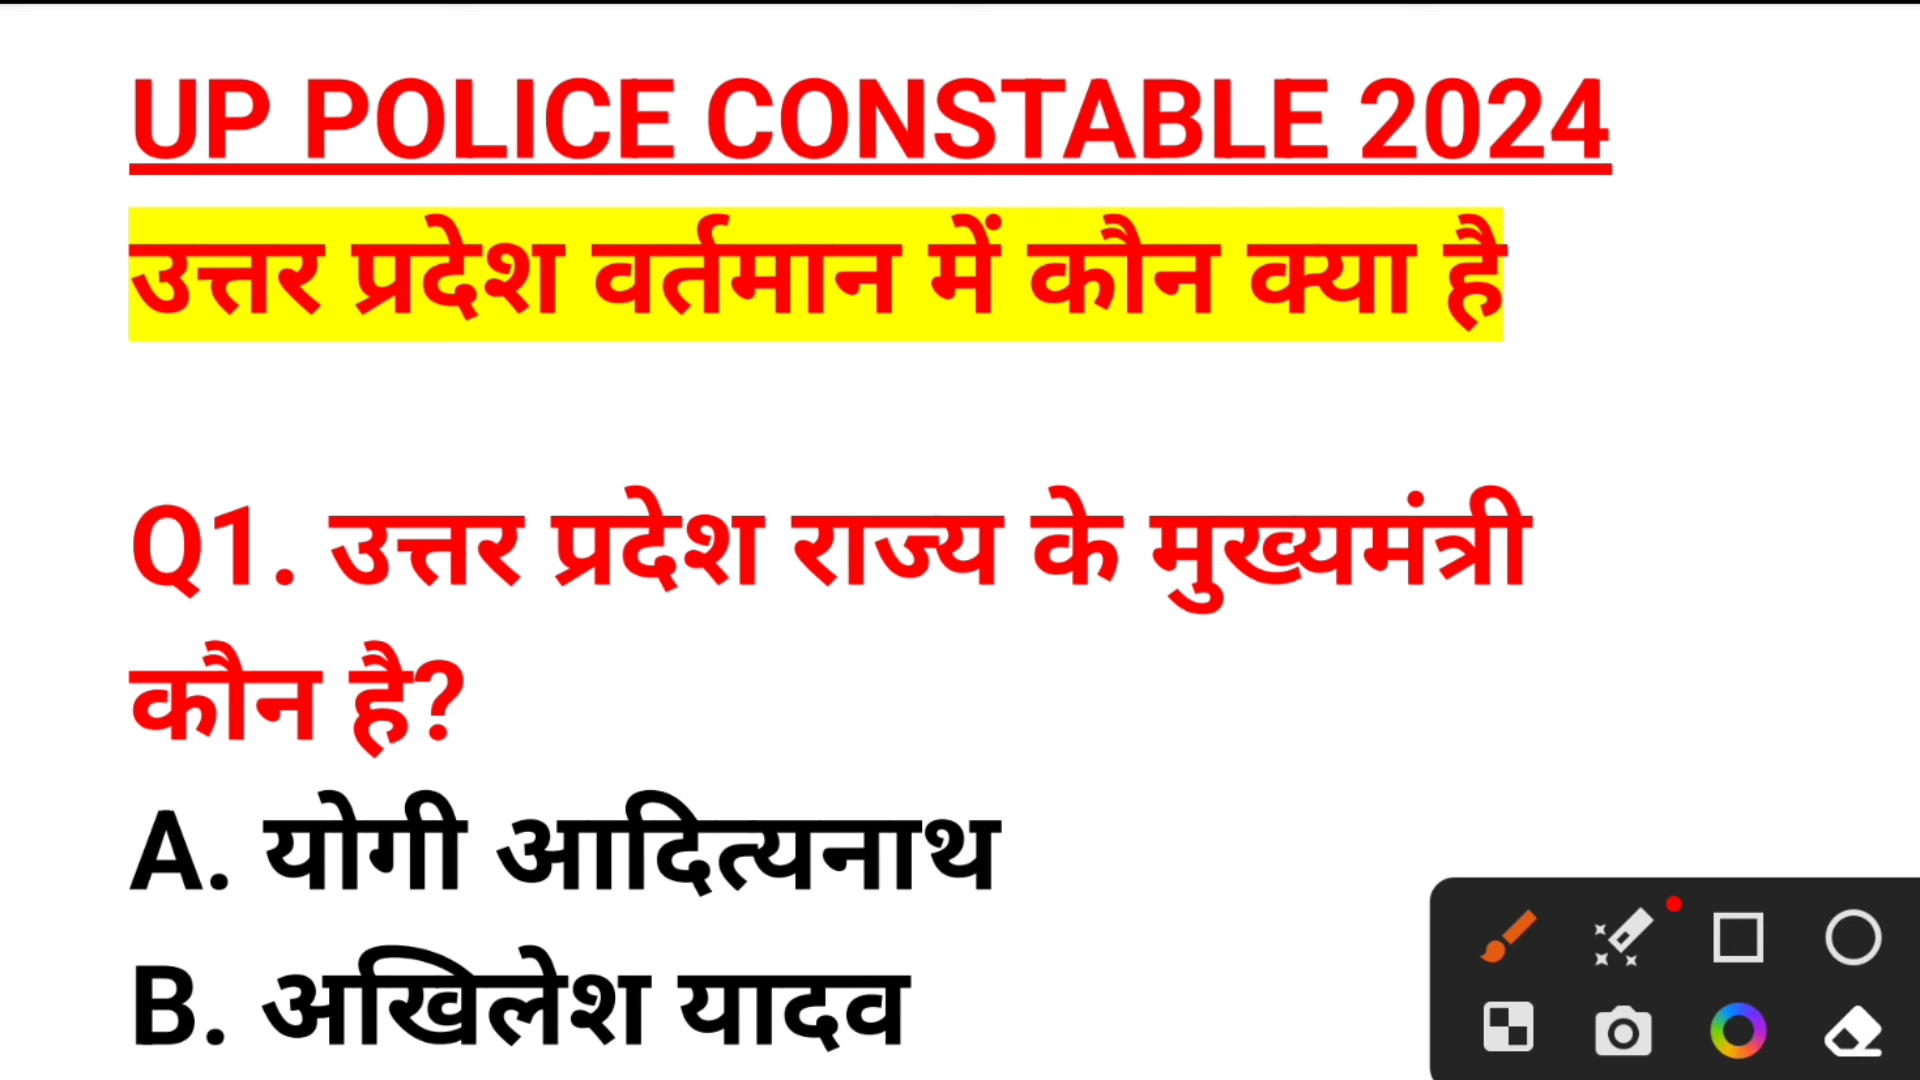 UP POLICE CONSTABLE 2024
उत्तर प्रदेश वर्तमान में कौन क्या है
Q1. उत्तर प्रदेश राज्य के मुख्यमंत्री
कौन है?
A. योगी आदित्यनाथ
B. अखिलेश यादव